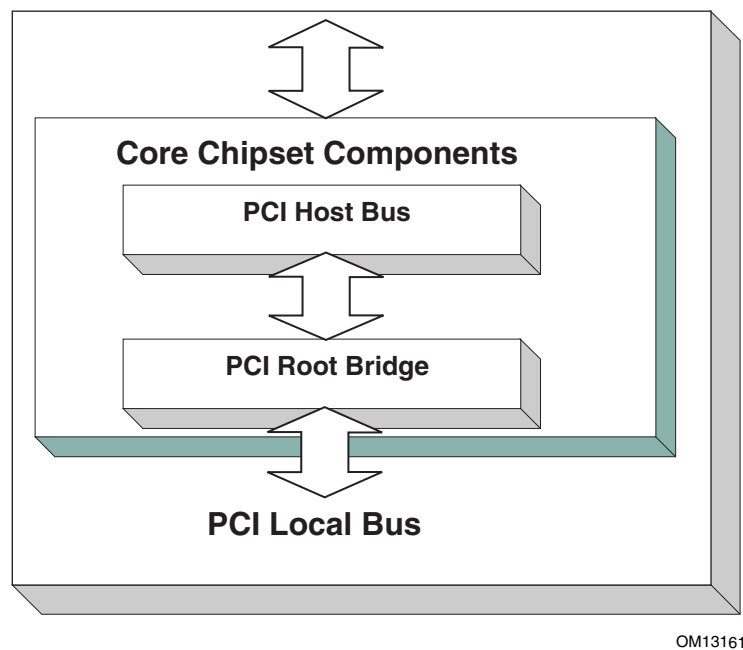 Core Chipset Components
PCI Host Bus
PCI Root Bridge
PCI Local Bus
OM13161